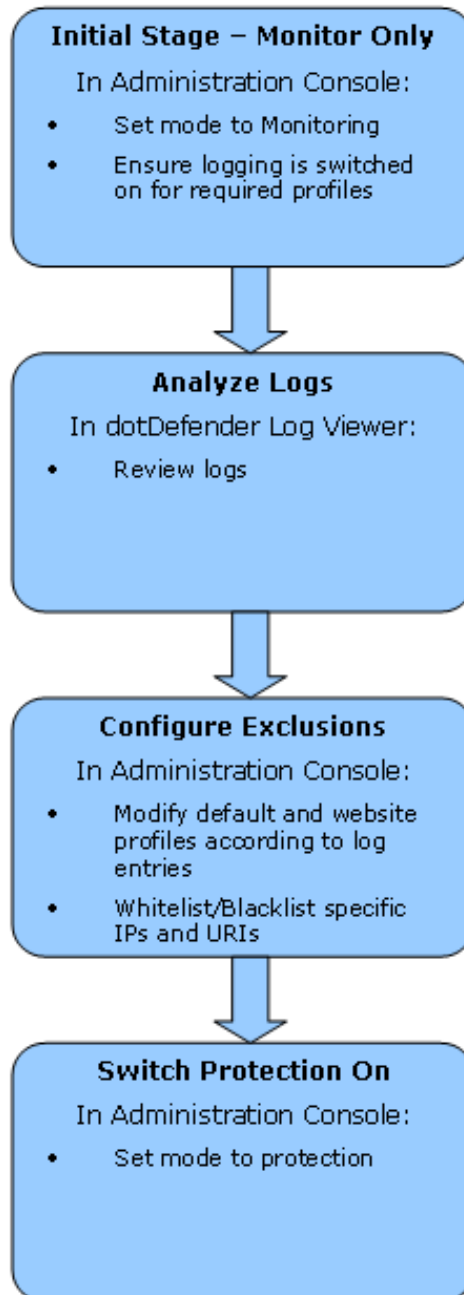 Initial Stage – Monitor Only
In Administration Console:
• Set mode to Monitoring
• Ensure logging is switched
on for required profiles
Analyze Logs
In dotDefender Log Viewer:
• Review logs
Configure Exclusions
In Administration Console:
• Modify default and website
profiles according to log
entries
• Whitelist/Blacklist specific
IPs and URIs
Switch Protection On
In Administration Console:
• Set mode to protection